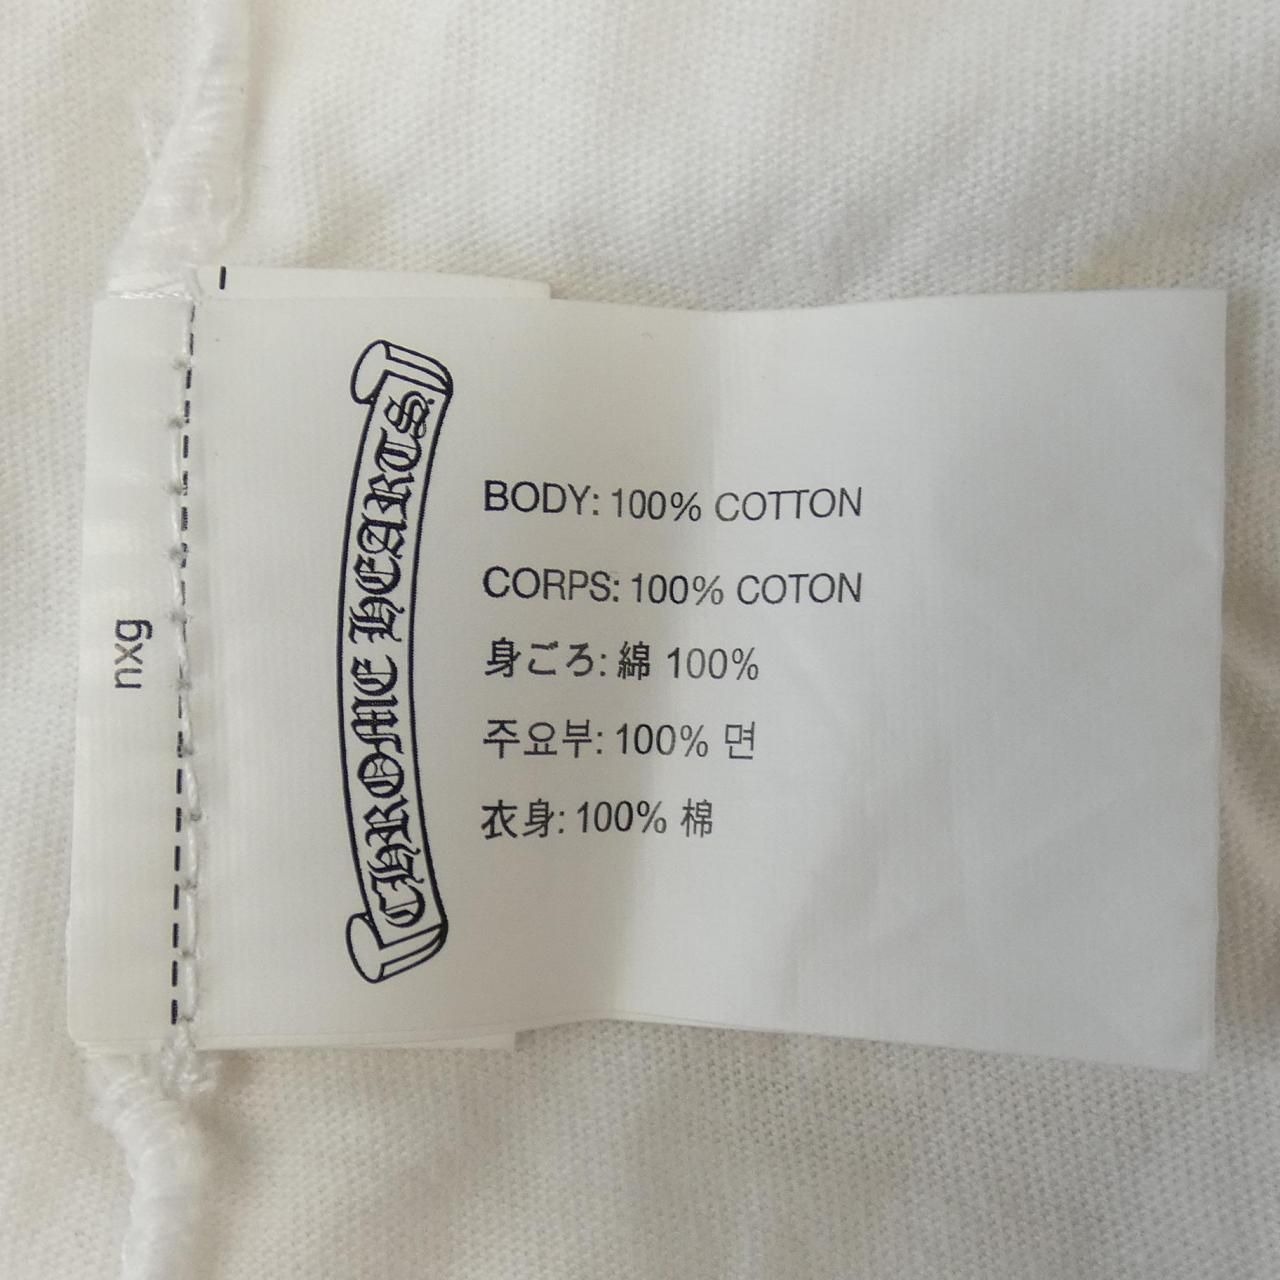 nxg
CHROME HEARTS
BODY: 100% COTTON
CORPS: 100% COTON
身ごろ: 綿 100%
주요부: 100% 면
衣身: 100% 棉